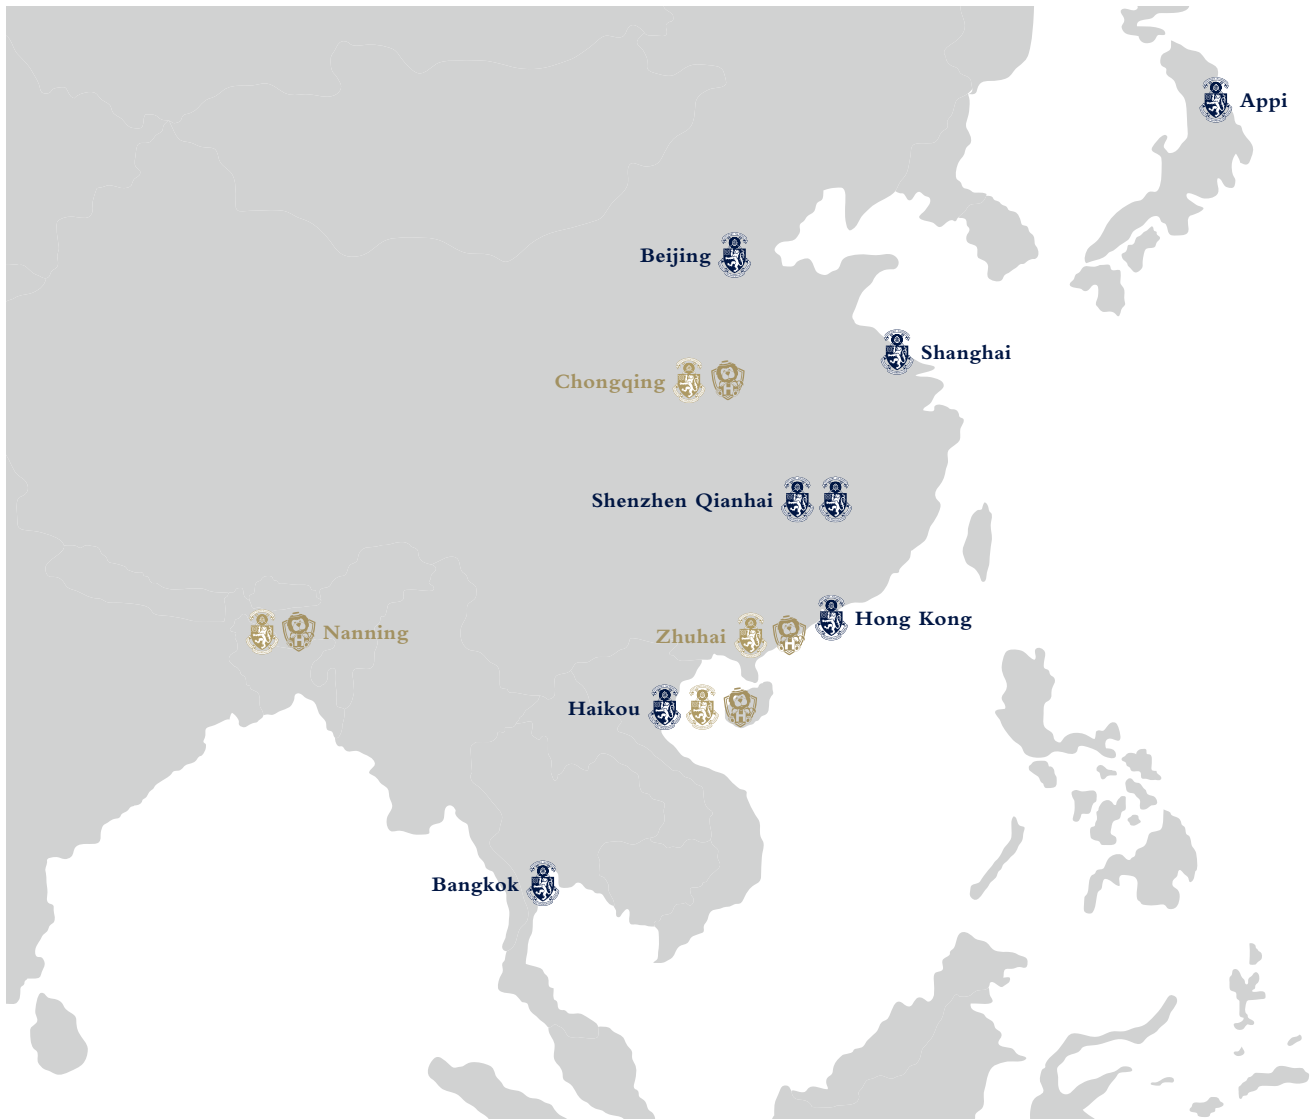 Appi
Beijing
Shanghai
Chongqing
Shenzhen Qianhai
Hong Kong
Nanning
Zhuhai
Haikou
Bangkok